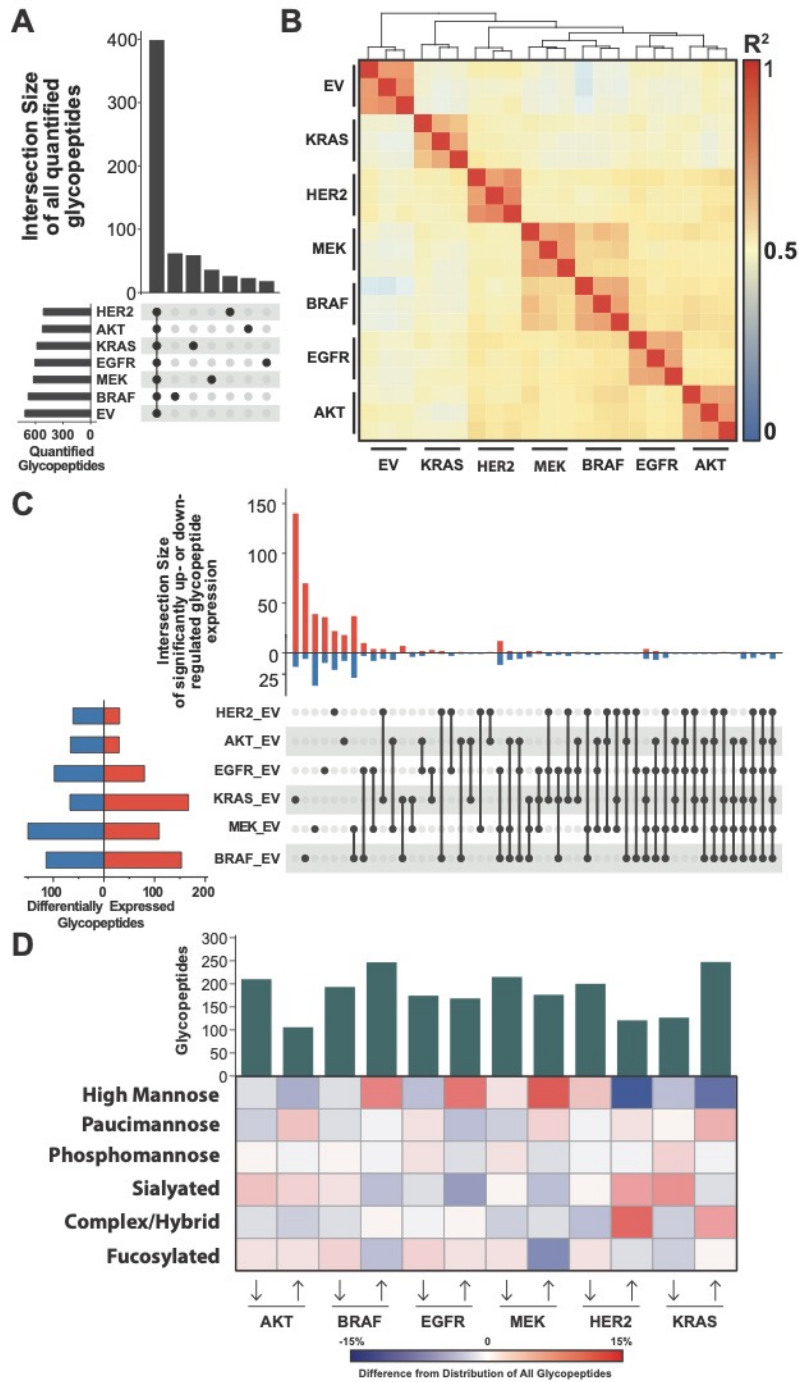 A
Intersection Size
of all quantified
glycopeptides
400
300
200
100
0
HER2
AKT
KRAS
EGFR
MEK
BRAF
EV
600 300 0
Quantified
Glycopeptides
B
R²
1
0.5
0
EV
KRAS
HER2
MEK
BRAF
EGFR
AKT
EV KRAS HER2 MEK BRAF EGFR AKT
C
Intersection Size
of significantly up- or down-
regulated glycopeptide
expression
150
100
50
0
25
HER2_EV
AKT_EV
EGFR_EV
KRAS_EV
MEK_EV
BRAF_EV
100 0 100 200
Differentially Expressed
Glycopeptides
D
Glycopeptides
300
250
200
150
100
50
0
High Mannose
Paucimannose
Phosphomannose
Sialyated
Complex/Hybrid
Fucosylated
↓ ↑ ↓ ↑ ↓ ↑ ↓ ↑ ↓ ↑ ↓ ↑
AKT BRAF EGFR MEK HER2 KRAS
-15% 0 15%
Difference from Distribution of All Glycopeptides